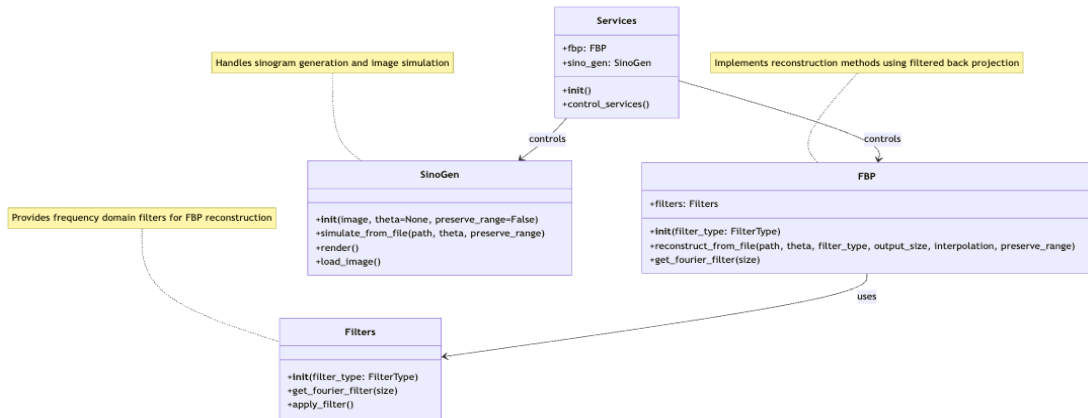 Services
+fbp: FBP
+sino_gen: SinoGen
+init()
+control_services()
Handles sinogram generation and image simulation
Implements reconstruction methods using filtered back projection
controls
controls
SinoGen
+init(image, theta=None, preserve_range=False)
+simulate_from_file(path, theta, preserve_range)
+render()
+load_image()
FBP
+filters: Filters
+init(filter_type: FilterType)
+reconstruct_from_file(path, theta, filter_type, output_size, interpolation, preserve_range)
+get_fourier_filter(size)
Provides frequency domain filters for FBP reconstruction
uses
Filters
+init(filter_type: FilterType)
+get_fourier_filter(size)
+apply_filter()